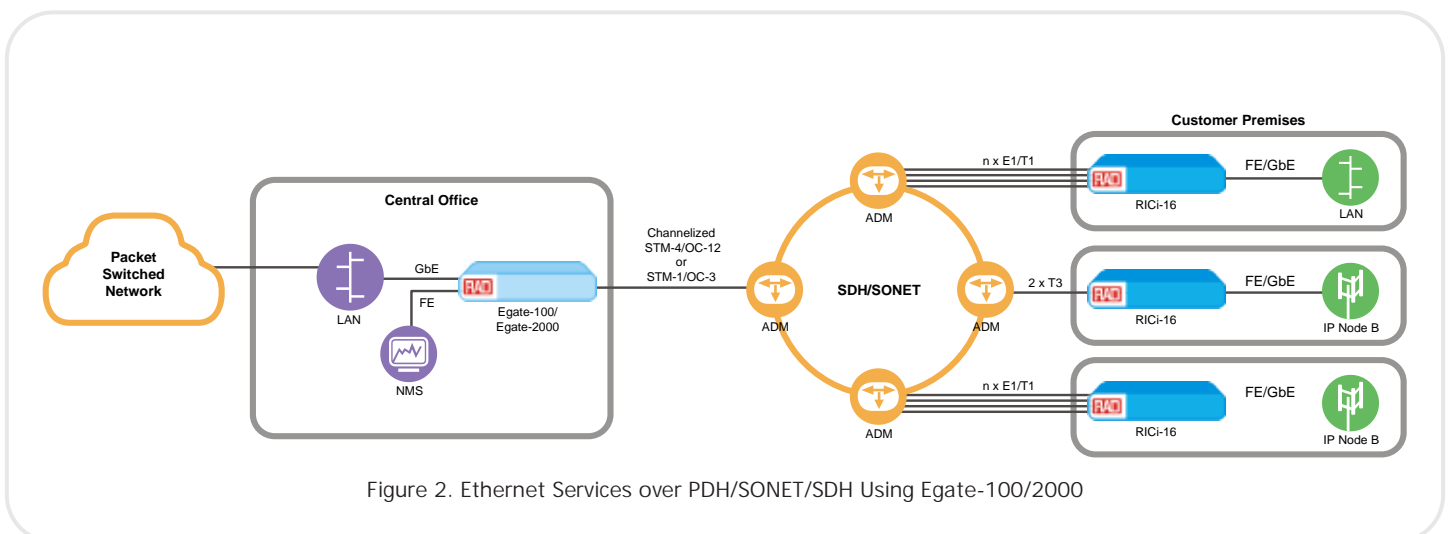 Packet
Switched
Network
Central Office
LAN
GbE
FE
NMS
RAD
Egate-100/
Egate-2000
Channelized
STM-4/OC-12
or
STM-1/OC-3
ADM
ADM
SDH/SONET
ADM
ADM
Customer Premises
n x E1/T1
RAD
RICi-16
FE/GbE
LAN
2 x T3
RAD
RICi-16
FE/GbE
IP Node B
n x E1/T1
RAD
RICi-16
FE/GbE
IP Node B
Figure 2. Ethernet Services over PDH/SONET/SDH Using Egate-100/2000